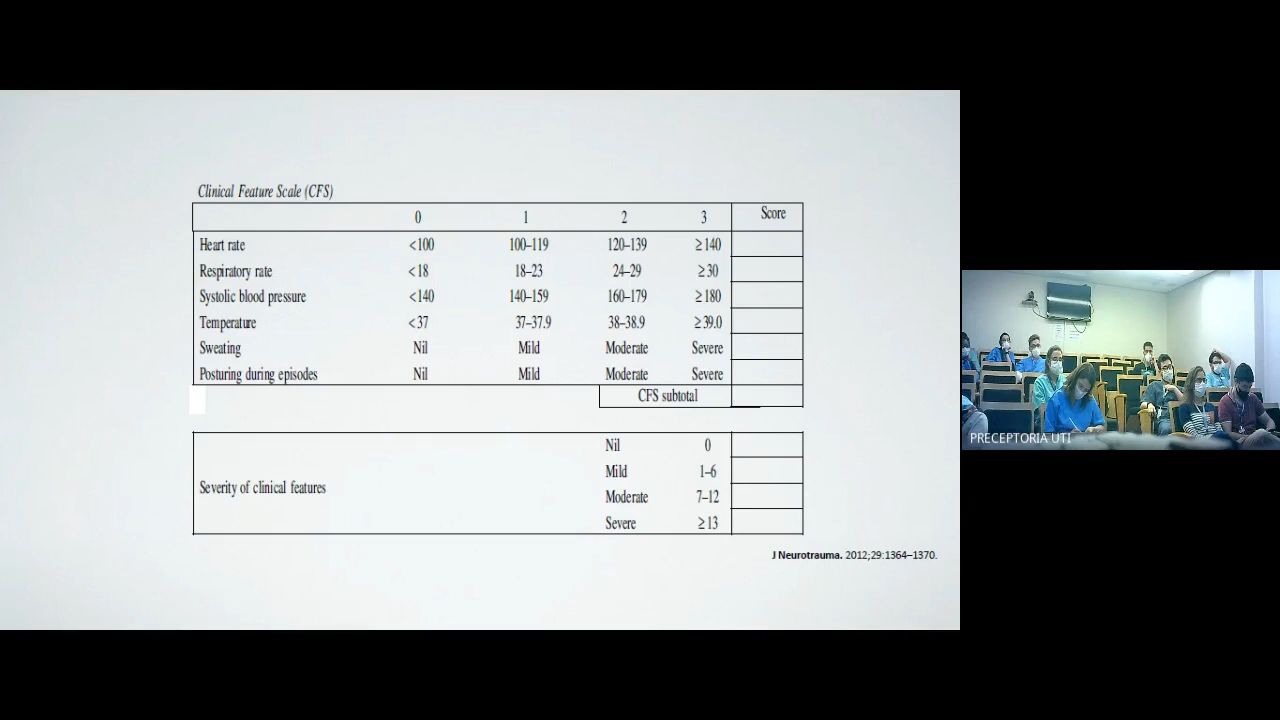 Clinical Feature Scale (CFS)
0 1 2 3 Score
Heart rate <100 100–119 120–139 ≥140
Respiratory rate <18 18–23 24–29 ≥30
Systolic blood pressure <140 140–159 160–179 ≥180
Temperature <37 37–37.9 38–38.9 ≥39.0
Sweating Nil Mild Moderate Severe
Posturing during episodes Nil Mild Moderate Severe
CFS subtotal
Nil 0
Mild 1–6
Severity of clinical features
Moderate 7–12
Severe ≥13
J Neurotrauma. 2012;29:1364–1370.
PRECEPTORIA UTI